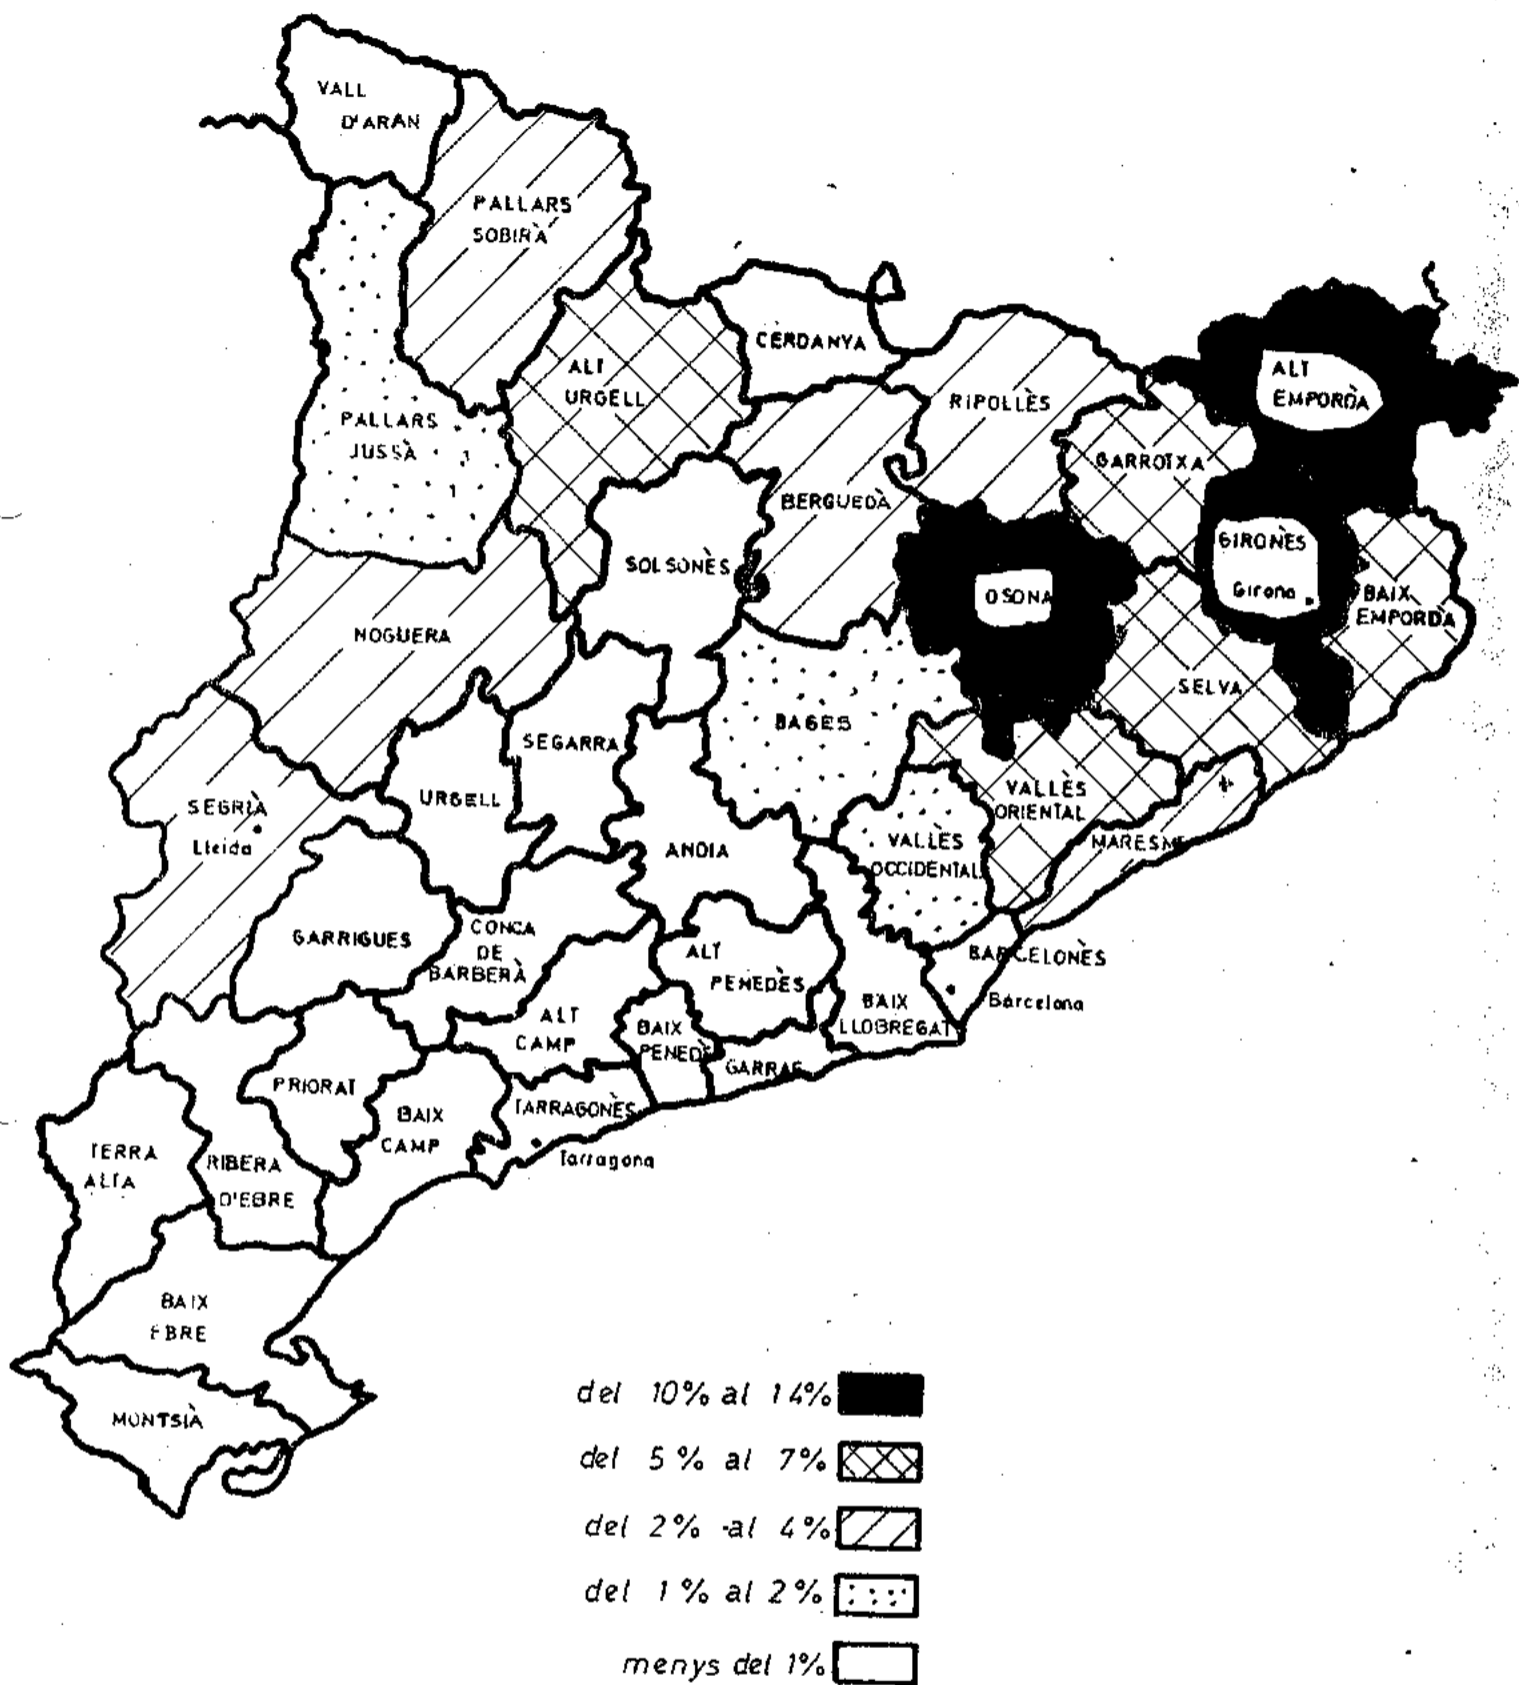 VALL
D'ARAN
PALLARS
SOBIRÀ
CERDANYA
ALT
URGELL
RIPOLLÈS
ALT
EMPORDÀ
PALLARS
JUSSÀ
GARROTXA
BERGUEDÀ
SOLSONÈS
OSONA
GIRONÈS
Girona
BAIX
EMPORDÀ
NOGUERA
SELVA
BAGES
SEGARRA
URGELL
SEGRIÀ
Lleida
VALLÈS
ORIENTAL
ANOIA
VALLÈS
OCCIDENTAL
MARESME
GARRIGUES
CONCA
DE
BARBERÀ
ALT
PENEDÈS
BARCELONÈS
Barcelona
BAIX
LLOBREGAT
ALT
CAMP
BAIX
PENEDÈS
GARRAF
PRIORAT
BAIX
CAMP
TARRAGONÈS
Tarragona
TERRA
ALTA
RIBERA
D'EBRE
BAIX
EBRE
MONTSIÀ
del 10% al 14%
del 5% al 7%
del 2% al 4%
del 1% al 2%
menys del 1%